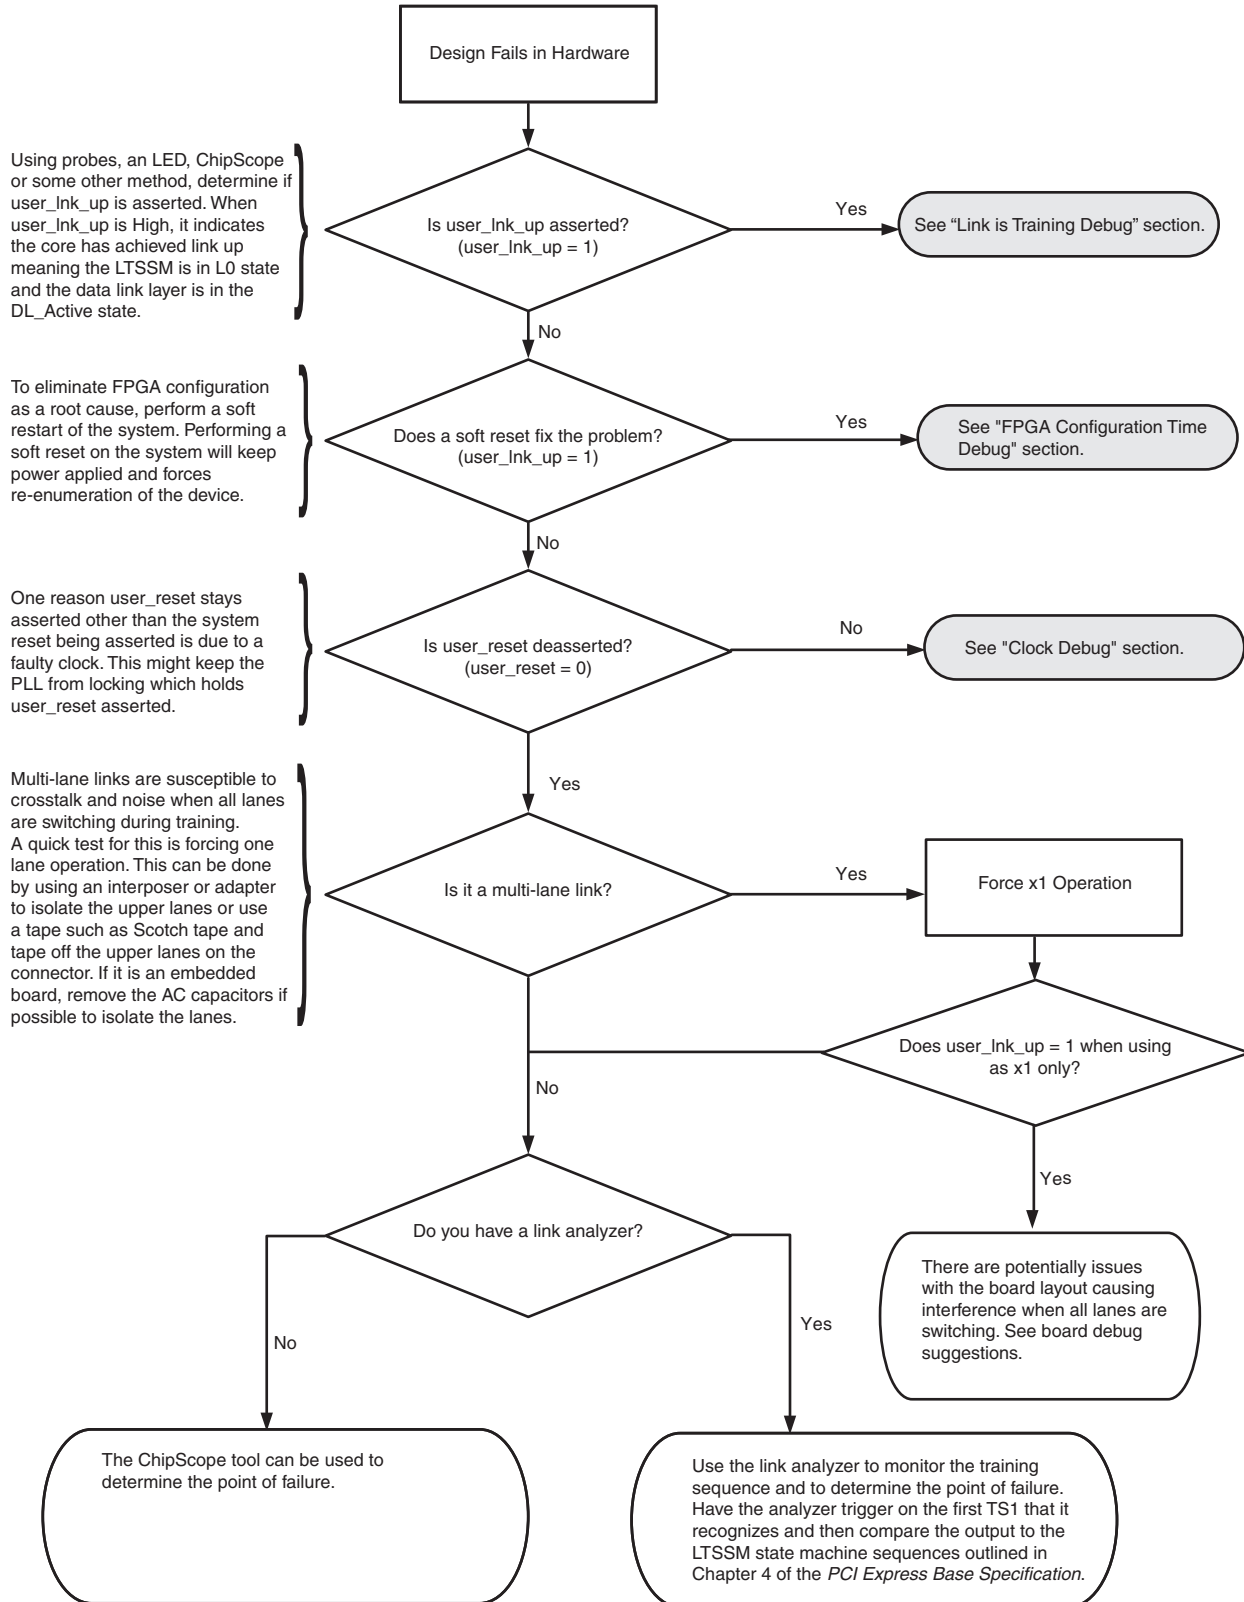 Design Fails in Hardware
Using probes, an LED, ChipScope
or some other method, determine if
user_lnk_up is asserted. When
user_lnk_up is High, it indicates
the core has achieved link up
meaning the LTSSM is in L0 state
and the data link layer is in the
DL_Active state.
Is user_lnk_up asserted?
(user_lnk_up = 1)
Yes
See “Link is Training Debug” section.
No
To eliminate FPGA configuration
as a root cause, perform a soft
restart of the system. Performing a
soft reset on the system will keep
power applied and forces
re-enumeration of the device.
Does a soft reset fix the problem?
(user_lnk_up = 1)
Yes
See "FPGA Configuration Time
Debug" section.
No
One reason user_reset stays
asserted other than the system
reset being asserted is due to a
faulty clock. This might keep the
PLL from locking which holds
user_reset asserted.
Is user_reset deasserted?
(user_reset = 0)
No
See "Clock Debug" section.
Yes
Multi-lane links are susceptible to
crosstalk and noise when all lanes
are switching during training.
A quick test for this is forcing one
lane operation. This can be done
by using an interposer or adapter
to isolate the upper lanes or use
a tape such as Scotch tape and
tape off the upper lanes on the
connector. If it is an embedded
board, remove the AC capacitors if
possible to isolate the lanes.
Is it a multi-lane link?
Yes
Force x1 Operation
Does user_lnk_up = 1 when using
as x1 only?
No
Yes
Do you have a link analyzer?
There are potentially issues
with the board layout causing
interference when all lanes are
switching. See board debug
suggestions.
No
Yes
The ChipScope tool can be used to
determine the point of failure.
Use the link analyzer to monitor the training
sequence and to determine the point of failure.
Have the analyzer trigger on the first TS1 that it
recognizes and then compare the output to the
LTSSM state machine sequences outlined in
Chapter 4 of the PCI Express Base Specification.